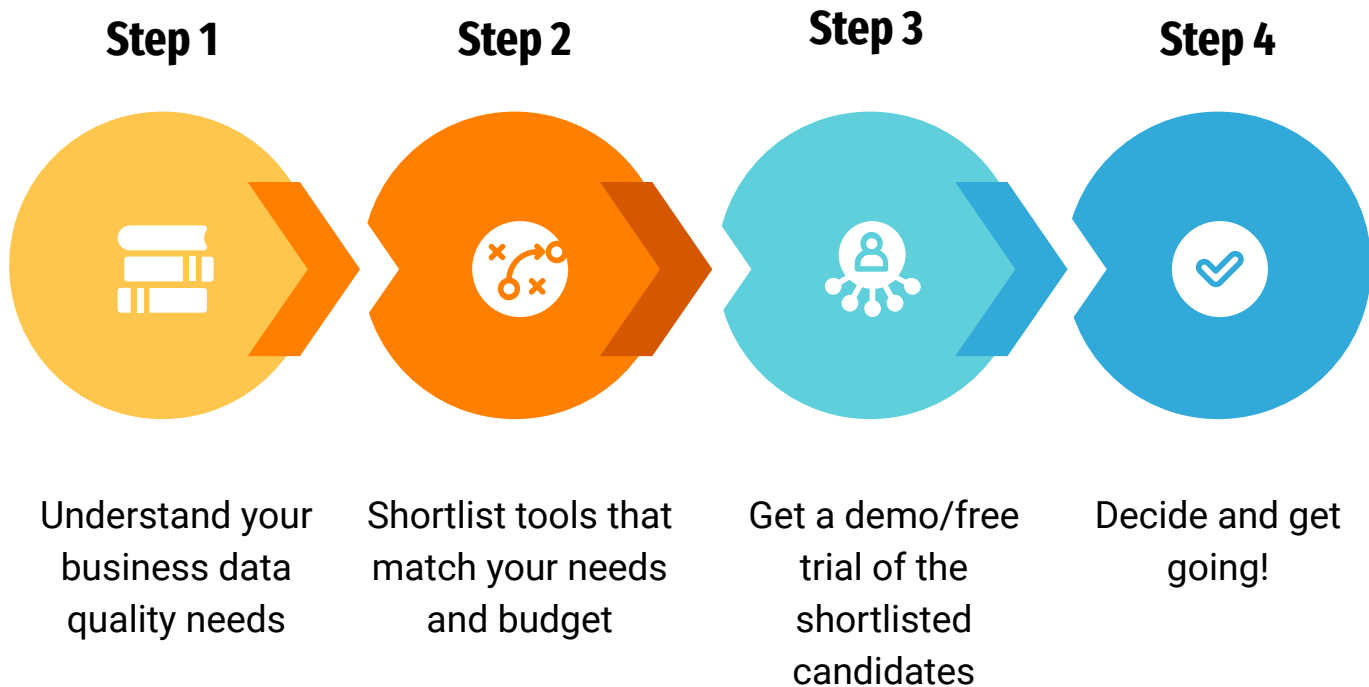 Step 1
Step 2
Step 3
Step 4
Understand your
business data
quality needs
Shortlist tools that
match your needs
and budget
Get a demo/free
trial of the
shortlisted
candidates
Decide and get
going!